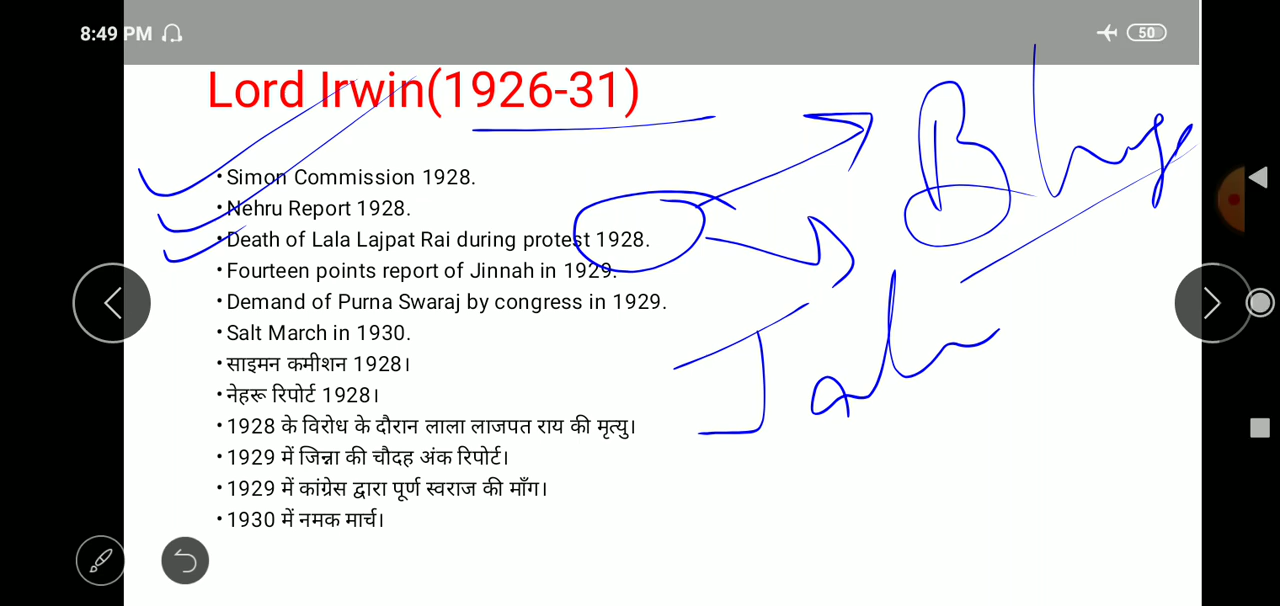 8:49 PM
50
Lord Irwin(1926-31)
• Simon Commission 1928.
• Nehru Report 1928.
• Death of Lala Lajpat Rai during protest 1928.
• Fourteen points report of Jinnah in 1929.
• Demand of Purna Swaraj by congress in 1929.
• Salt March in 1930.
• साइमन कमीशन 1928।
• नेहरू रिपोर्ट 1928।
• 1928 के विरोध के दौरान लाला लाजपत राय की मृत्यु।
• 1929 में जिन्ना की चौदह अंक रिपोर्ट।
• 1929 में कांग्रेस द्वारा पूर्ण स्वराज की माँग।
• 1930 में नमक मार्च।